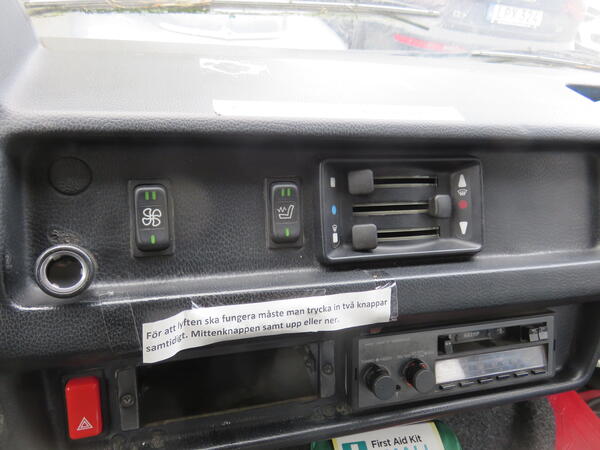 För att lyften ska fungera måste man trycka in två knappar
samtidigt. Mittenknappen samt upp eller ner.
First Aid Kit